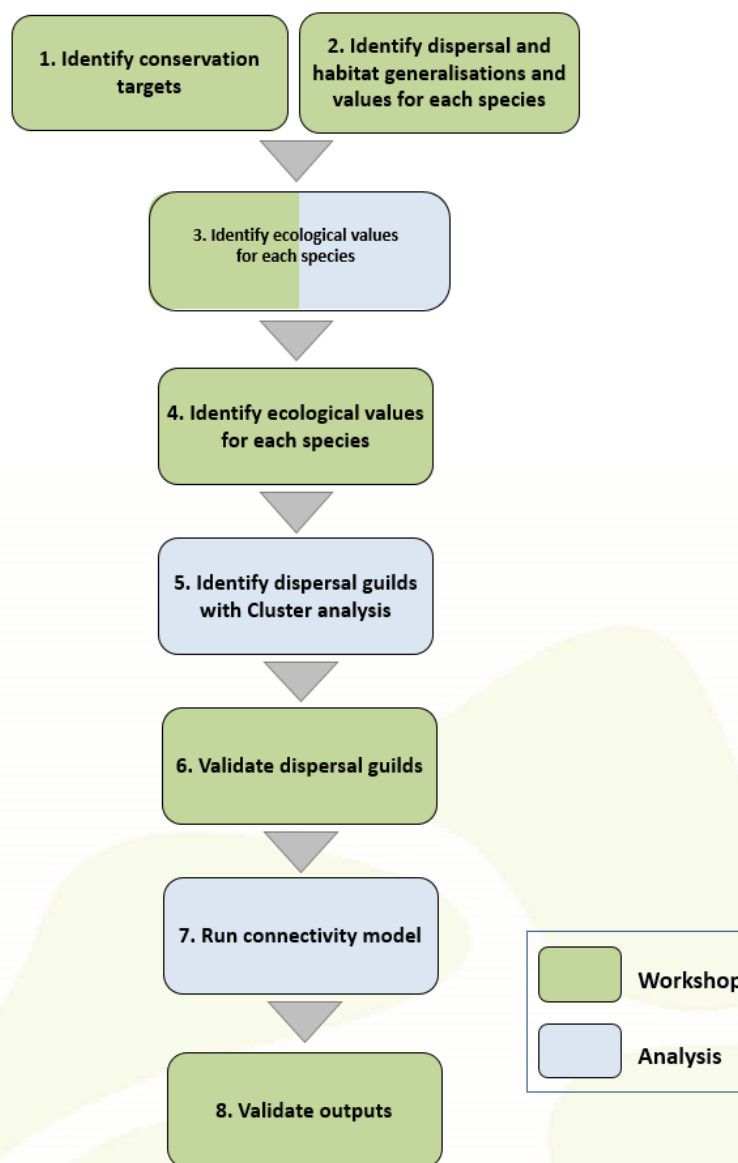 1. Identify conservation
targets
2. Identify dispersal and
habitat generalisations and
values for each species
3. Identify ecological values
for each species
4. Identify ecological values
for each species
5. Identify dispersal guilds
with Cluster analysis
6. Validate dispersal guilds
7. Run connectivity model
Workshop
Analysis
8. Validate outputs